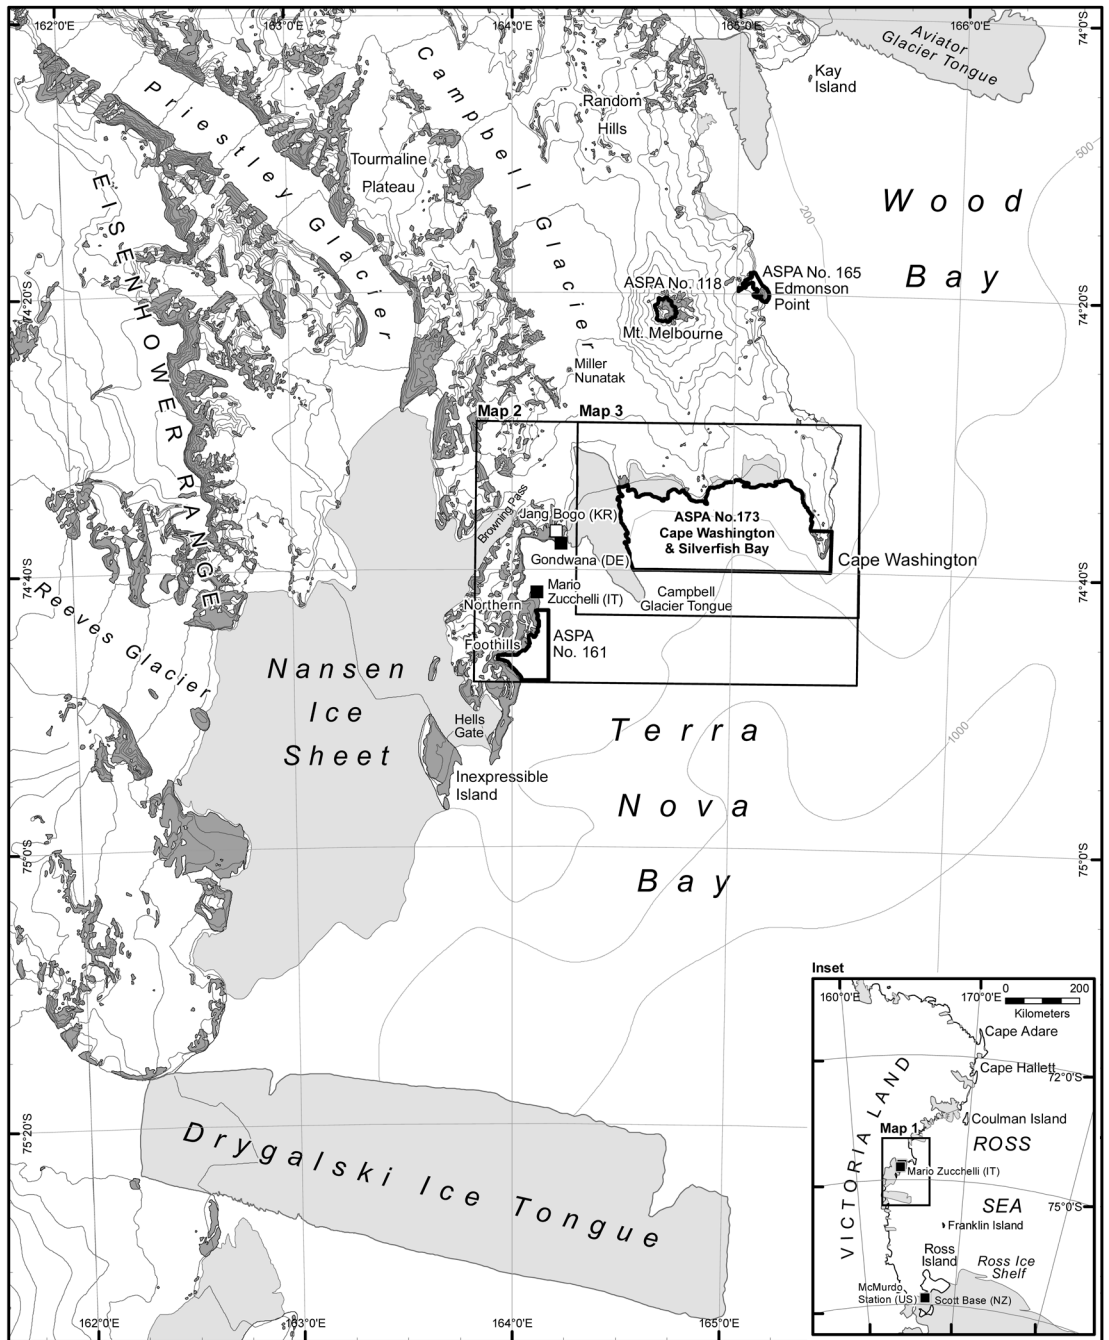 162°0'E
163°0'E
164°0'E
165°0'E
166°0'E
74°0'S
Aviator
Glacier Tongue
Kay
Island
Campbell Glacier
Random
Hills
Priestley Glacier
Tourmaline
Plateau
500
200
Wood
Bay
EISENHOWER RANGE
ASPA No. 118
Mt. Melbourne
ASPA No. 165
Edmonson
Point
74°20'S
74°20'S
Miller
Nunatak
Map 2
Map 3
Browning Pass
Jang Bogo (KR)
Gondwana (DE)
ASPA No.173
Cape Washington
& Silverfish Bay
Cape Washington
74°40'S
74°40'S
Mario
Zucchelli (IT)
Campbell
Glacier Tongue
Northern
Foothills
ASPA
No. 161
Reeves Glacier
Nansen
Ice
Sheet
Hells
Gate
Inexpressible
Island
Terra
Nova
Bay
1000
75°0'S
75°0'S
75°20'S
Drygalski Ice Tongue
162°0'E
163°0'E
164°0'E
165°0'E
Inset
160°0'E
170°0'E
0
200
Kilometers
Cape Adare
Cape Hallett
72°0'S
Coulman Island
VICTORIA LAND
Map 1
ROSS
Mario Zucchelli (IT)
SEA
75°0'S
Franklin Island
Ross
Island
Ross Ice
Shelf
McMurdo
Station (US)
Scott Base (NZ)